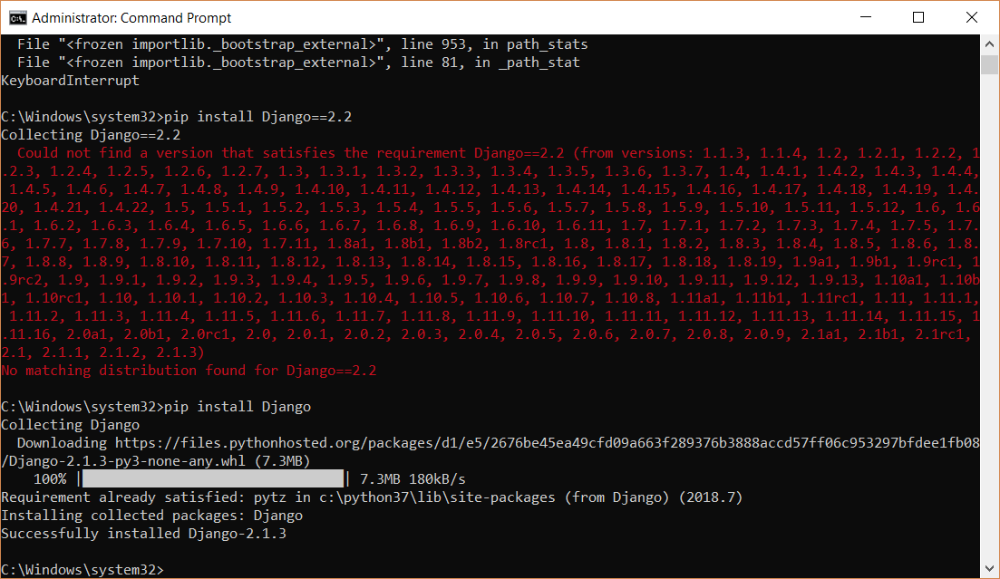 Administrator: Command Prompt
  File "<frozen importlib._bootstrap_external>", line 953, in path_stats
  File "<frozen importlib._bootstrap_external>", line 81, in _path_stat
KeyboardInterrupt
C:\Windows\system32>pip install Django==2.2
Collecting Django==2.2
  Could not find a version that satisfies the requirement Django==2.2 (from versions: 1.1.3, 1.1.4, 1.2, 1.2.1, 1.2.2, 1
.2.3, 1.2.4, 1.2.5, 1.2.6, 1.2.7, 1.3, 1.3.1, 1.3.2, 1.3.3, 1.3.4, 1.3.5, 1.3.6, 1.3.7, 1.4, 1.4.1, 1.4.2, 1.4.3, 1.4.4,
 1.4.5, 1.4.6, 1.4.7, 1.4.8, 1.4.9, 1.4.10, 1.4.11, 1.4.12, 1.4.13, 1.4.14, 1.4.15, 1.4.16, 1.4.17, 1.4.18, 1.4.19, 1.4.
20, 1.4.21, 1.4.22, 1.5, 1.5.1, 1.5.2, 1.5.3, 1.5.4, 1.5.5, 1.5.6, 1.5.7, 1.5.8, 1.5.9, 1.5.10, 1.5.11, 1.5.12, 1.6, 1.6
.1, 1.6.2, 1.6.3, 1.6.4, 1.6.5, 1.6.6, 1.6.7, 1.6.8, 1.6.9, 1.6.10, 1.6.11, 1.7, 1.7.1, 1.7.2, 1.7.3, 1.7.4, 1.7.5, 1.7.
6, 1.7.7, 1.7.8, 1.7.9, 1.7.10, 1.7.11, 1.8a1, 1.8b1, 1.8b2, 1.8rc1, 1.8, 1.8.1, 1.8.2, 1.8.3, 1.8.4, 1.8.5, 1.8.6, 1.8.
7, 1.8.8, 1.8.9, 1.8.10, 1.8.11, 1.8.12, 1.8.13, 1.8.14, 1.8.15, 1.8.16, 1.8.17, 1.8.18, 1.8.19, 1.9a1, 1.9b1, 1.9rc1, 1
.9rc2, 1.9, 1.9.1, 1.9.2, 1.9.3, 1.9.4, 1.9.5, 1.9.6, 1.9.7, 1.9.8, 1.9.9, 1.9.10, 1.9.11, 1.9.12, 1.9.13, 1.10a1, 1.10b
1, 1.10rc1, 1.10, 1.10.1, 1.10.2, 1.10.3, 1.10.4, 1.10.5, 1.10.6, 1.10.7, 1.10.8, 1.11a1, 1.11b1, 1.11rc1, 1.11, 1.11.1,
 1.11.2, 1.11.3, 1.11.4, 1.11.5, 1.11.6, 1.11.7, 1.11.8, 1.11.9, 1.11.10, 1.11.11, 1.11.12, 1.11.13, 1.11.14, 1.11.15, 1
.11.16, 2.0a1, 2.0b1, 2.0rc1, 2.0, 2.0.1, 2.0.2, 2.0.3, 2.0.4, 2.0.5, 2.0.6, 2.0.7, 2.0.8, 2.0.9, 2.1a1, 2.1b1, 2.1rc1,
2.1, 2.1.1, 2.1.2, 2.1.3)
No matching distribution found for Django==2.2
C:\Windows\system32>pip install Django
Collecting Django
  Downloading https://files.pythonhosted.org/packages/d1/e5/2676be45ea49cfd09a663f289376b3888accd57ff06c953297bfdee1fb08
/Django-2.1.3-py3-none-any.whl (7.3MB)
    100% || 7.3MB 180kB/s
Requirement already satisfied: pytz in c:\python37\lib\site-packages (from Django) (2018.7)
Installing collected packages: Django
Successfully installed Django-2.1.3
C:\Windows\system32>